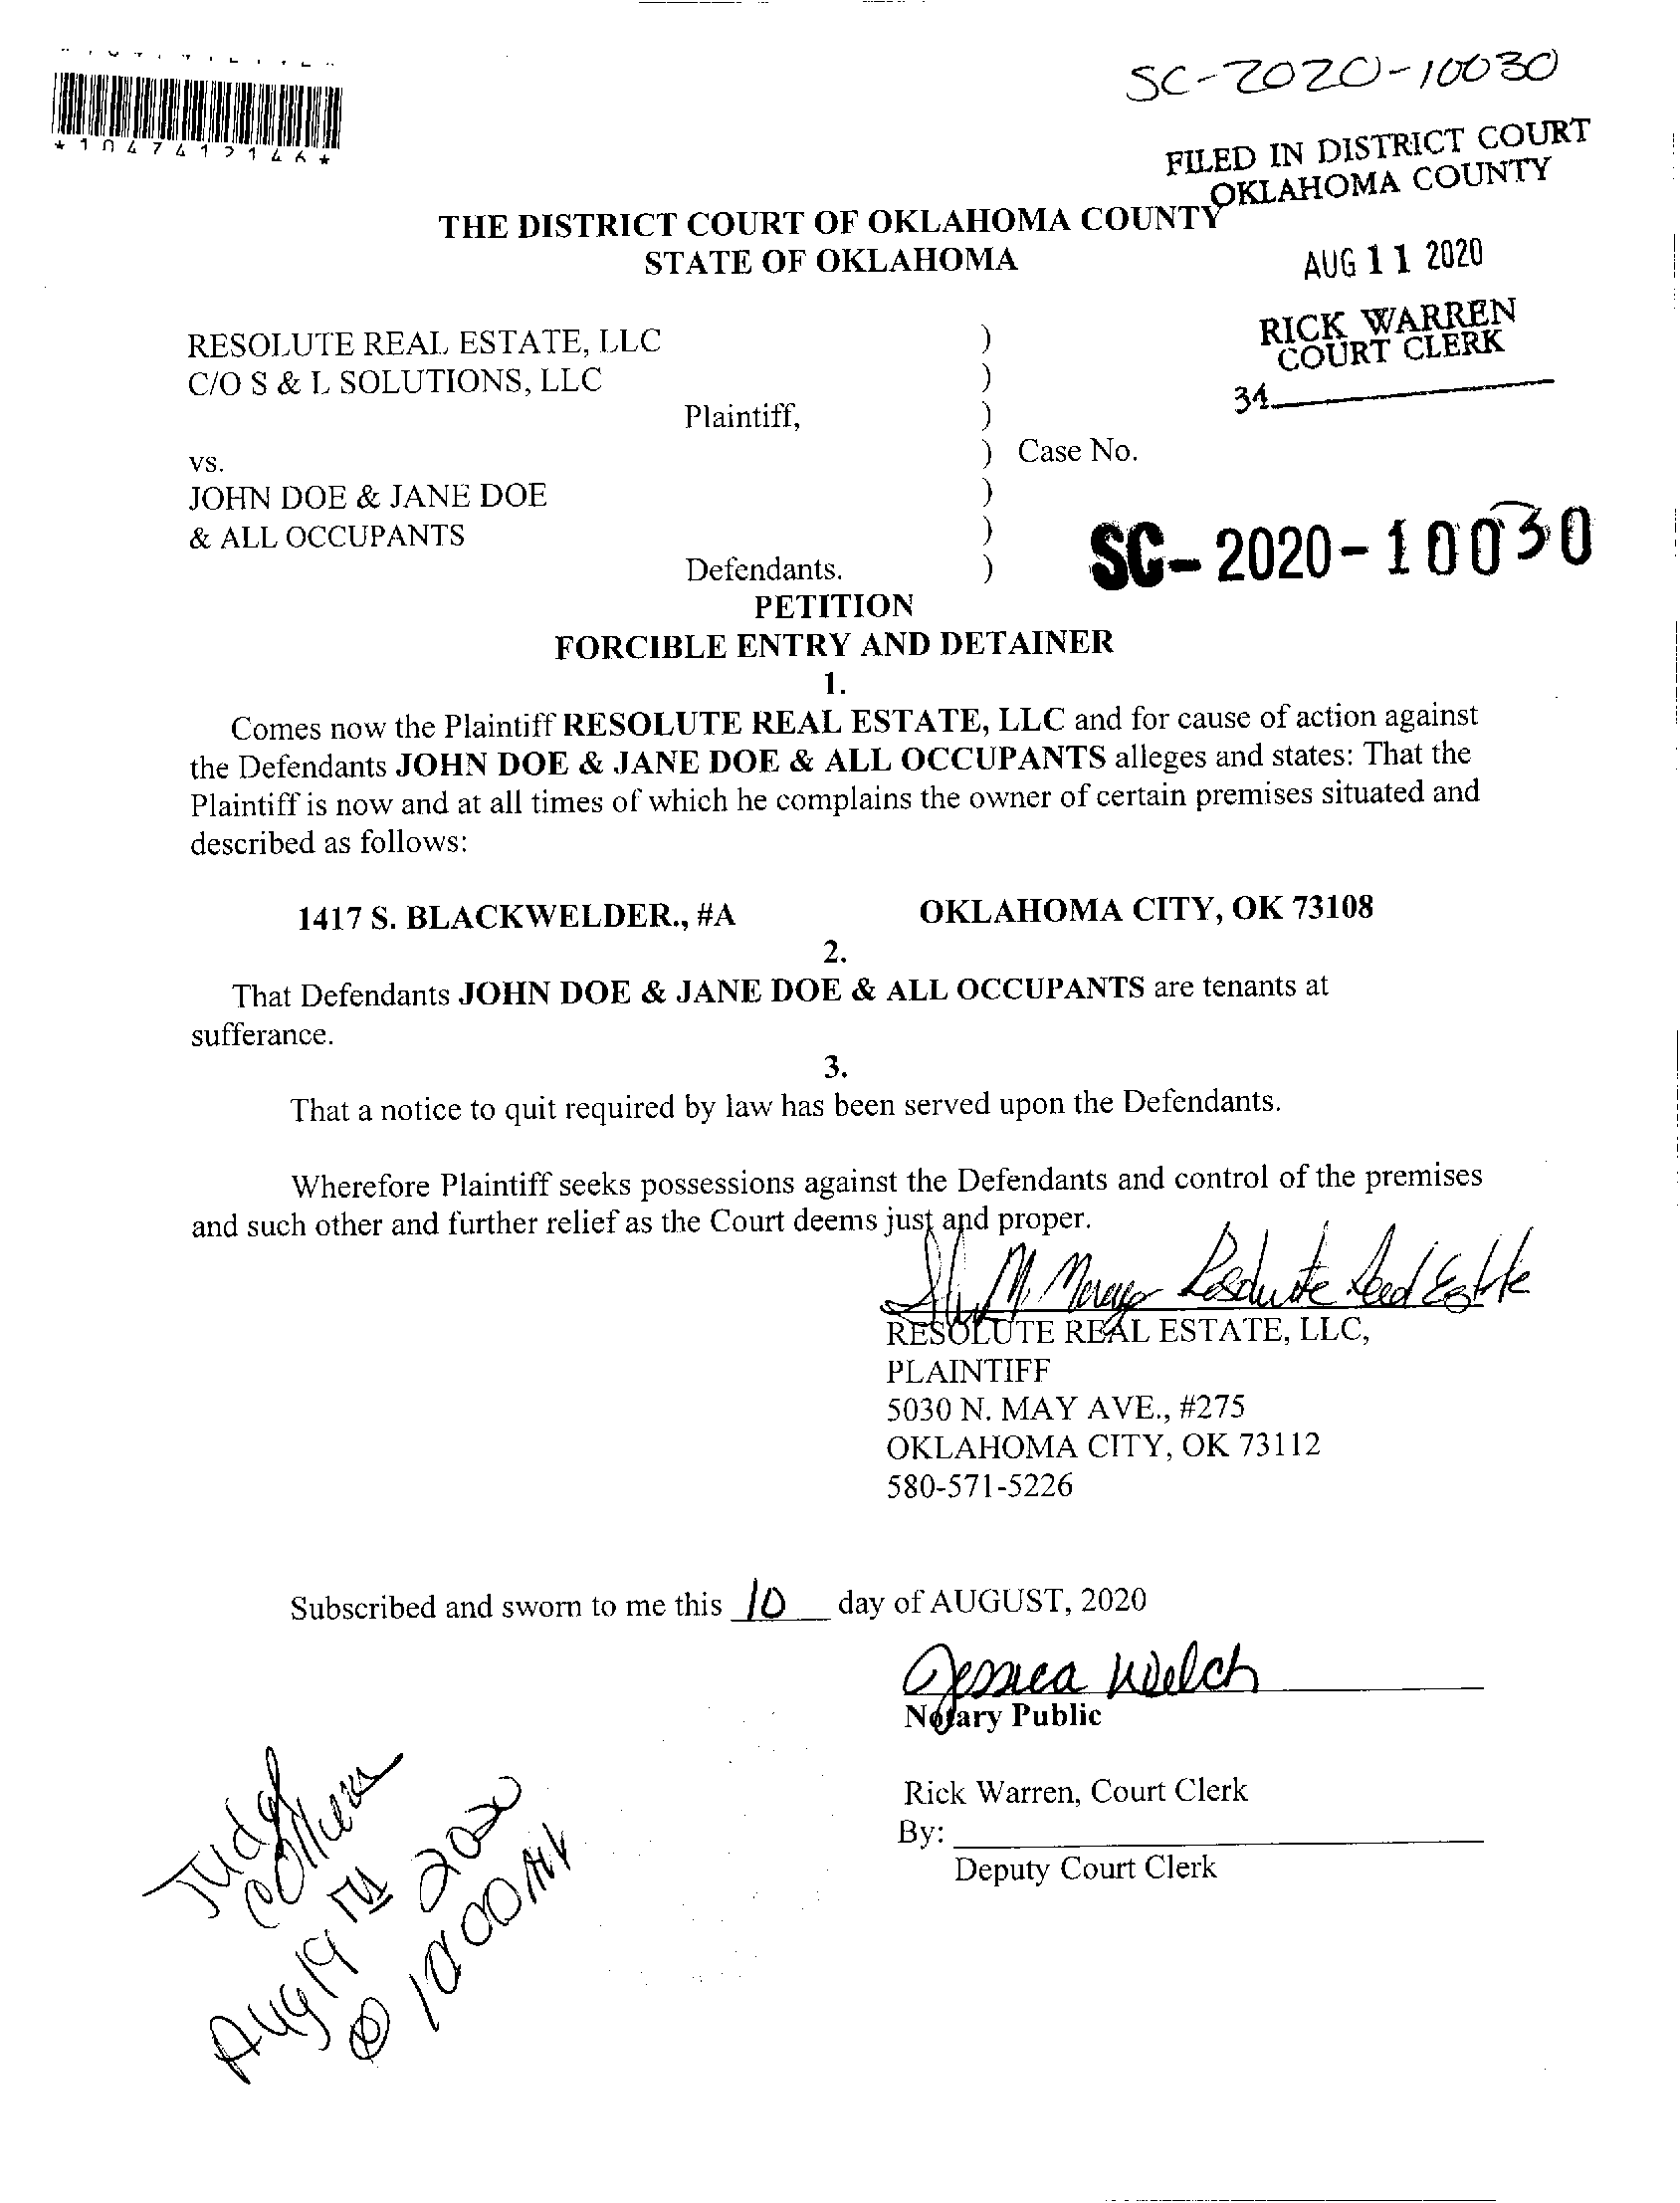 SC-2020-10030
FILED IN DISTRICT COURT
OKLAHOMA COUNTY
THE DISTRICT COURT OF OKLAHOMA COUNTY
STATE OF OKLAHOMA
AUG 11 2020
RICK WARREN
COURT CLERK
34
RESOLUTE REAL ESTATE, LLC )
C/O S & L SOLUTIONS, LLC )
Plaintiff, )
vs. ) Case No.
JOHN DOE & JANE DOE )
& ALL OCCUPANTS )
Defendants. )
SC-2020-10030
PETITION
FORCIBLE ENTRY AND DETAINER
1.
Comes now the Plaintiff RESOLUTE REAL ESTATE, LLC and for cause of action against
the Defendants JOHN DOE & JANE DOE & ALL OCCUPANTS alleges and states: That the
Plaintiff is now and at all times of which he complains the owner of certain premises situated and
described as follows:
1417 S. BLACKWELDER., #A OKLAHOMA CITY, OK 73108
2.
That Defendants JOHN DOE & JANE DOE & ALL OCCUPANTS are tenants at
sufferance.
3.
That a notice to quit required by law has been served upon the Defendants.
Wherefore Plaintiff seeks possessions against the Defendants and control of the premises
and such other and further relief as the Court deems just and proper.
Resolute Real Estate
RESOLUTE REAL ESTATE, LLC,
PLAINTIFF
5030 N. MAY AVE., #275
OKLAHOMA CITY, OK 73112
580-571-5226
Subscribed and sworn to me this 10 day of AUGUST, 2020
Jessica Welch
Notary Public
Rick Warren, Court Clerk
By:
Deputy Court Clerk
Judge
Aug 19 2020
@ 10:00 AM